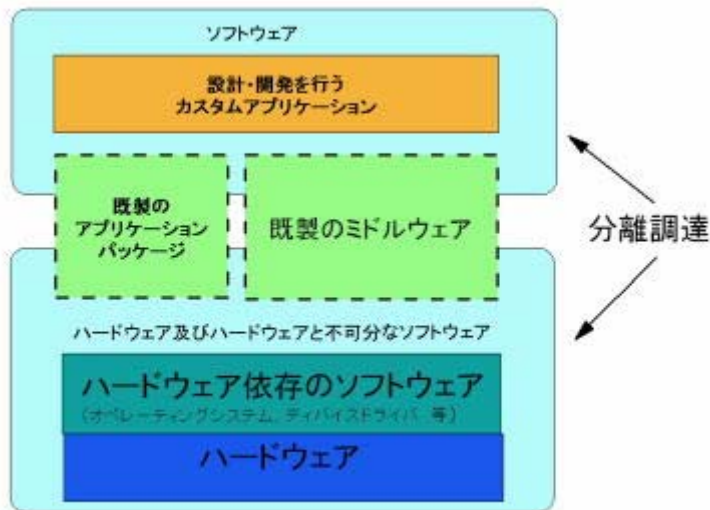 ソフトウェア
設計・開発を行う
カスタムアプリケーション
既製の
アプリケーション
パッケージ
既製のミドルウェア
分離調達
ハードウェア及びハードウェアと不可分なソフトウェア
ハードウェア依存のソフトウェア
(オペレーティングシステム、ディバイスドライバ 等)
ハードウェア